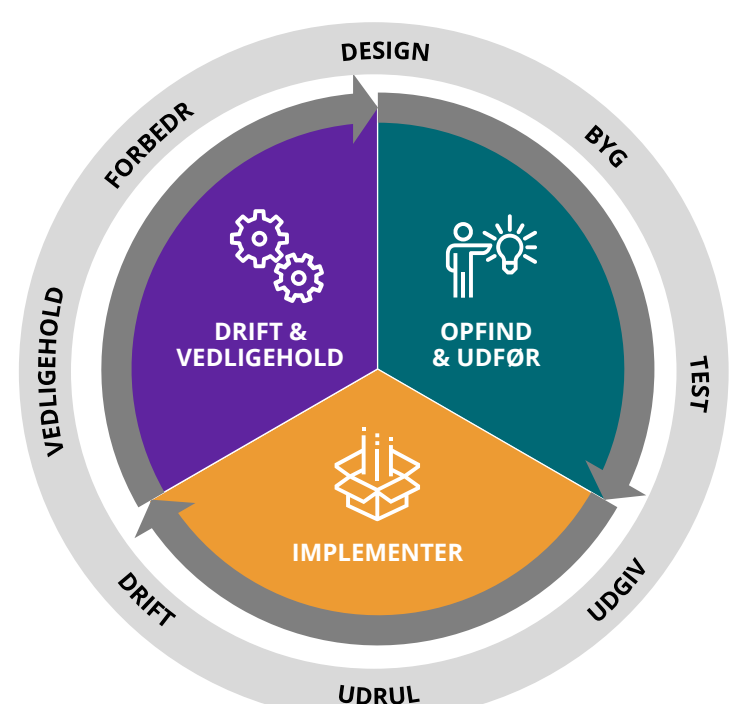 DESIGN
BYG
TEST
UDGIV
UDRUL
DRIFT
VEDLIGEHOLD
FORBEDR
DRIFT &
VEDLIGEHOLD
OPFIND
& UDFØR
IMPLEMENTER